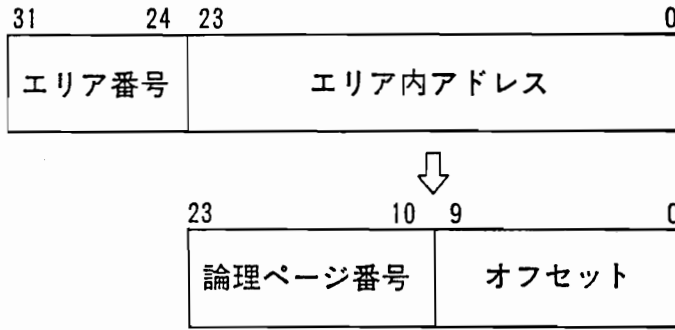 31 24 23 0
エリア番号 エリア内アドレス
23 10 9 0
論理ページ番号 オフセット